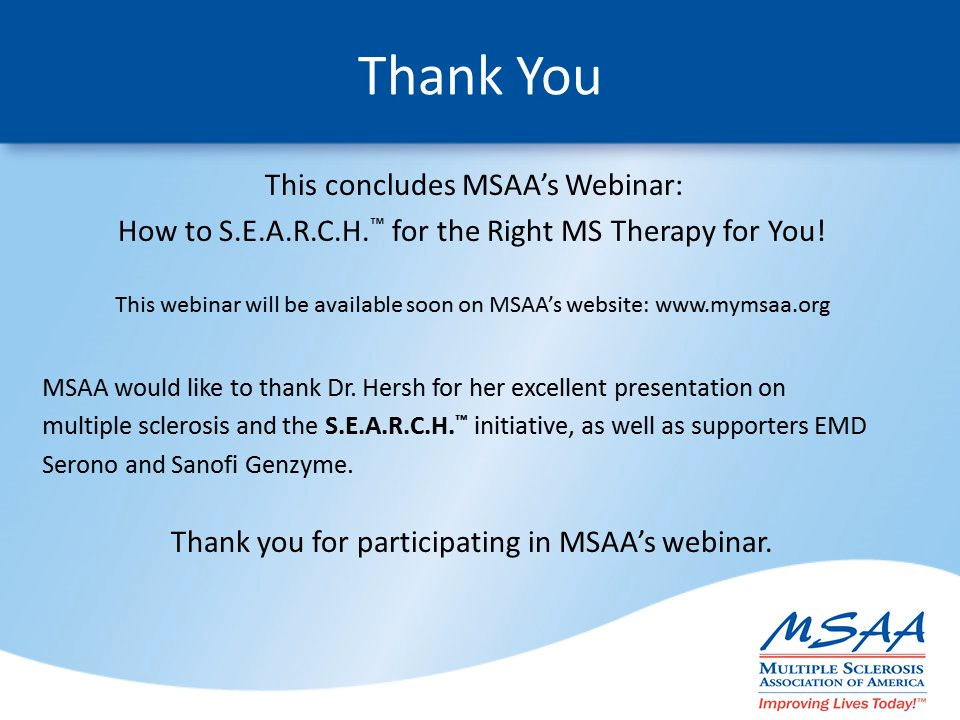 Thank You
This concludes MSAA’s Webinar:
How to S.E.A.R.C.H.™ for the Right MS Therapy for You!
This webinar will be available soon on MSAA’s website: www.mymsaa.org
MSAA would like to thank Dr. Hersh for her excellent presentation on
multiple sclerosis and the S.E.A.R.C.H.™ initiative, as well as supporters EMD
Serono and Sanofi Genzyme.
Thank you for participating in MSAA’s webinar.
MSAA
MULTIPLE SCLEROSIS
ASSOCIATION OF AMERICA
Improving Lives Today!™